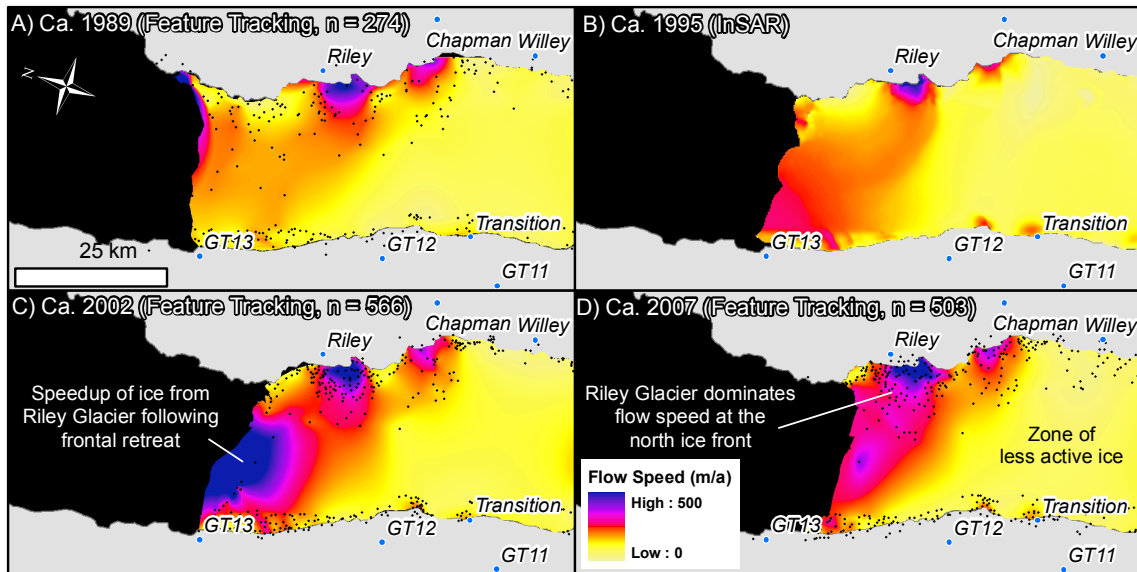 A) Ca. 1989 (Feature Tracking, n = 274)
Riley
Chapman
Willey
N
GT13
GT12
Transition
GT11
25 km
B) Ca. 1995 (InSAR)
Riley
Chapman
Willey
GT13
GT12
Transition
GT11
C) Ca. 2002 (Feature Tracking, n = 566)
Riley
Chapman
Willey
Speedup of ice from
Riley Glacier following
frontal retreat
GT13
GT12
Transition
GT11
D) Ca. 2007 (Feature Tracking, n = 503)
Riley
Chapman
Willey
Riley Glacier dominates
flow speed at the
north ice front
Zone of
less active ice
Flow Speed (m/a)
High : 500
Low : 0
GT13
GT12
Transition
GT11